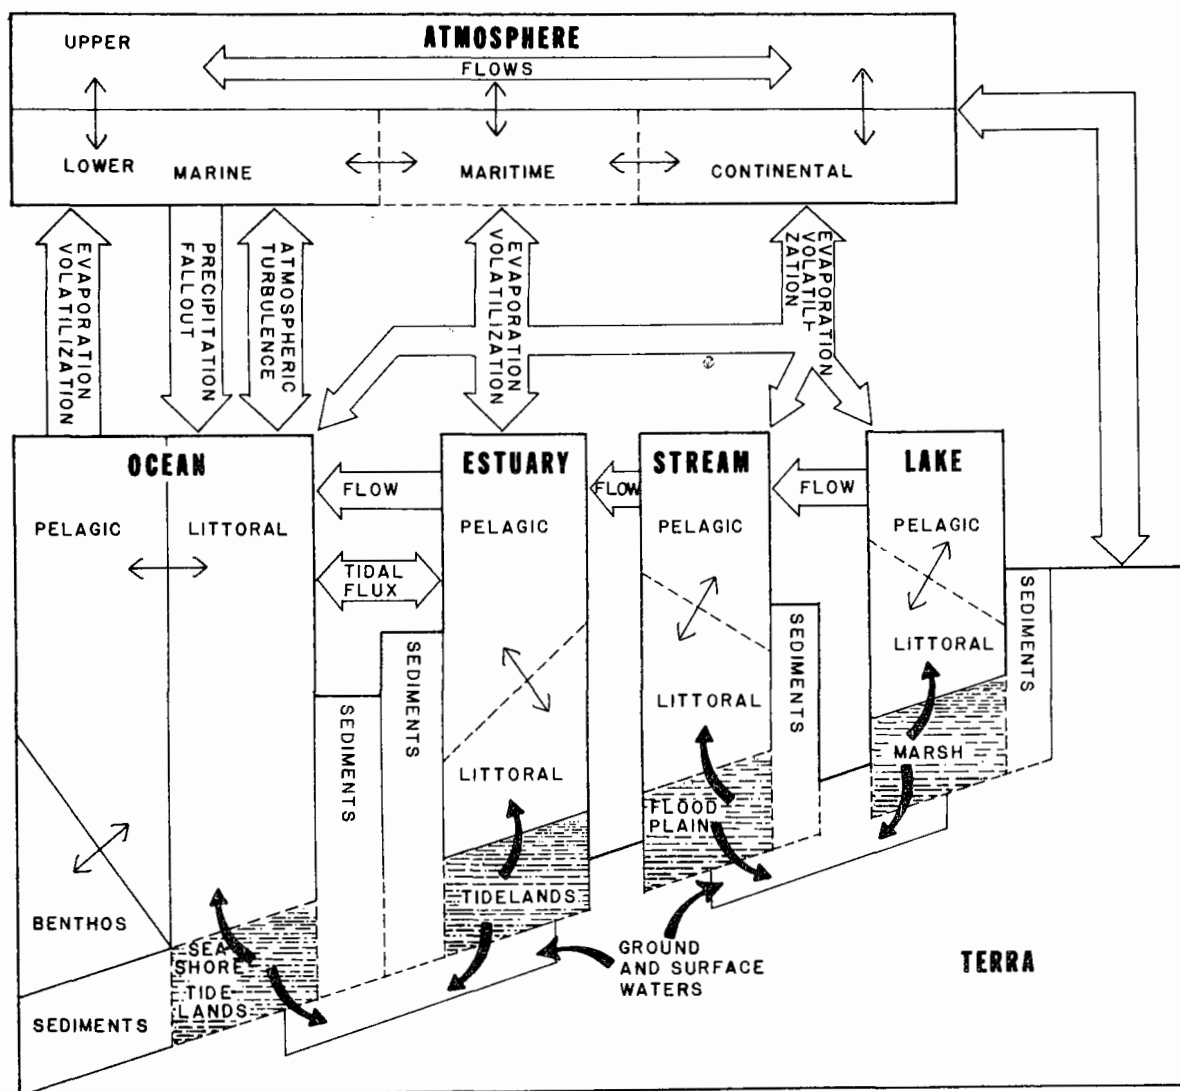 UPPER
ATMOSPHERE
FLOWS
LOWER
MARINE
MARITIME
CONTINENTAL
EVAPORATION
VOLATILIZATION
PRECIPITATION
FALLOUT
ATMOSPHERIC
TURBULENCE
EVAPORATION
VOLATILIZATION
EVAPORATION
VOLATILI-
ZATION
OCEAN
ESTUARY
STREAM
LAKE
FLOW
FLOW
FLOW
PELAGIC
LITTORAL
PELAGIC
PELAGIC
PELAGIC
TIDAL
FLUX
SEDIMENTS
SEDIMENTS
SEDIMENTS
SEDIMENTS
LITTORAL
LITTORAL
LITTORAL
MARSH
FLOOD
PLAIN
TIDELANDS
BENTHOS
SEA
SHORE
TIDE-
LANDS
SEDIMENTS
GROUND
AND SURFACE
WATERS
TERRA